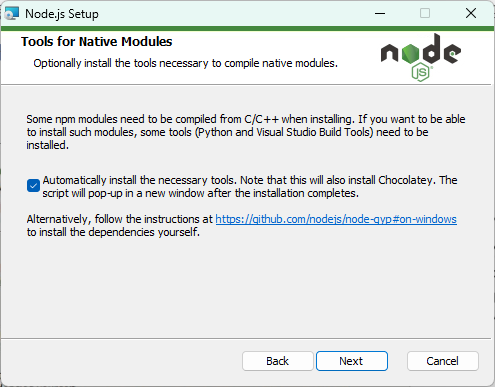 Node.js Setup
Tools for Native Modules
Optionally install the tools necessary to compile native modules.
node
JS
Some npm modules need to be compiled from C/C++ when installing. If you want to be able
to install such modules, some tools (Python and Visual Studio Build Tools) need to be
installed.
Automatically install the necessary tools. Note that this will also install Chocolatey. The
script will pop-up in a new window after the installation completes.
Alternatively, follow the instructions at https://github.com/nodejs/node-gyp#on-windows
to install the dependencies yourself.
Back Next Cancel